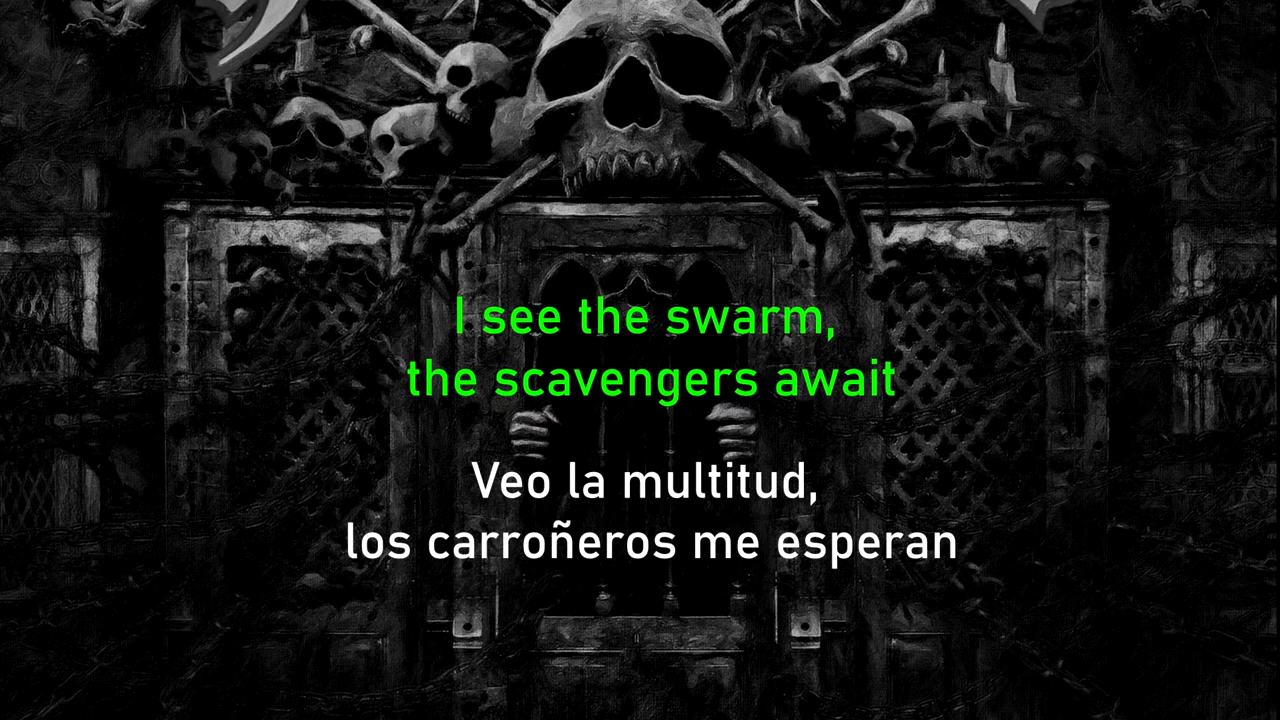 I see the swarm,
the scavengers await
Veo la multitud,
los carroñeros me esperan